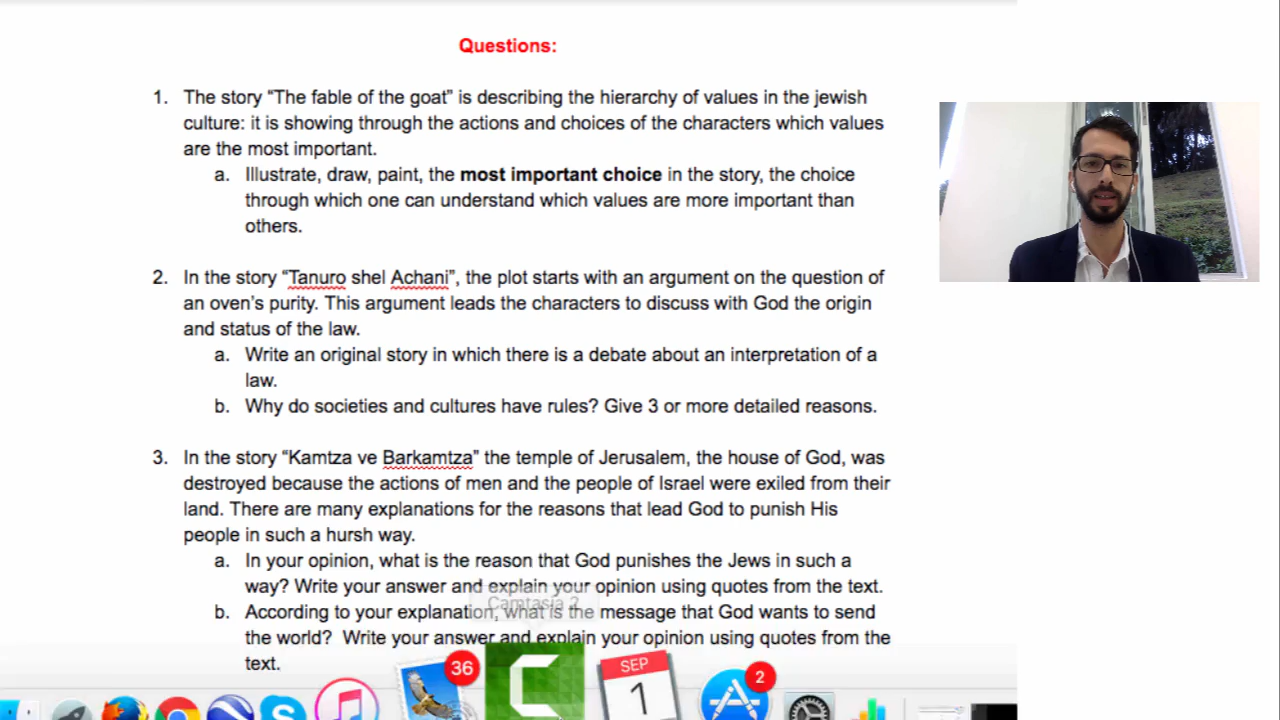 Questions:
1. The story “The fable of the goat” is describing the hierarchy of values in the jewish
culture: it is showing through the actions and choices of the characters which values
are the most important.
a. Illustrate, draw, paint, the most important choice in the story, the choice
through which one can understand which values are more important than
others.
2. In the story “Tanuro shel Achani”, the plot starts with an argument on the question of
an oven’s purity. This argument leads the characters to discuss with God the origin
and status of the law.
a. Write an original story in which there is a debate about an interpretation of a
law.
b. Why do societies and cultures have rules? Give 3 or more detailed reasons.
3. In the story “Kamtza ve Barkamtza” the temple of Jerusalem, the house of God, was
destroyed because the actions of men and the people of Israel were exiled from their
land. There are many explanations for the reasons that lead God to punish His
people in such a hursh way.
a. In your opinion, what is the reason that God punishes the Jews in such a
way? Write your answer and explain your opinion using quotes from the text.
Camtasia 2
b. According to your explanation, what is the message that God wants to send
the world? Write your answer and explain your opinion using quotes from the
text.
36
SEP
1
2